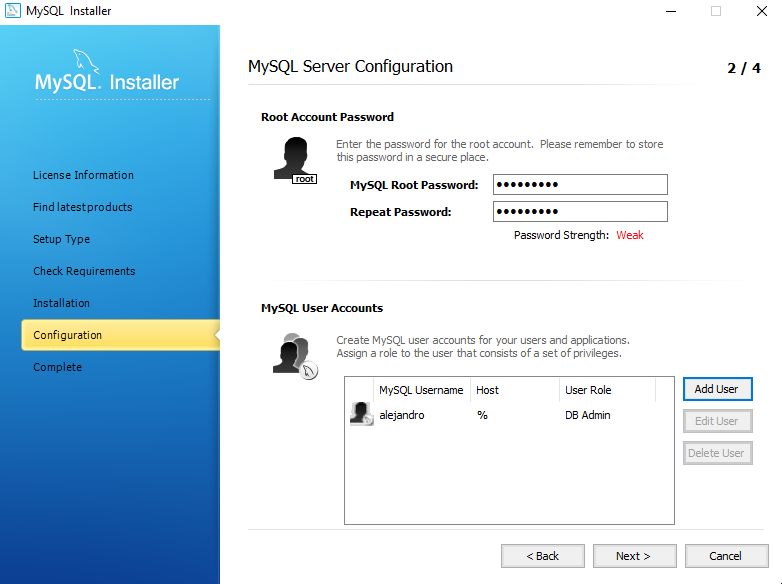 MySQL Installer
MySQL Installer
License Information
Find latestproducts
Setup Type
Check Requirements
Installation
Configuration
Complete
MySQL Server Configuration
2 / 4
Root Account Password
Enter the password for the root account. Please remember to store
this password in a secure place.
root
MySQL Root Password: •••••••••
Repeat Password: •••••••••
Password Strength: Weak
MySQL User Accounts
Create MySQL user accounts for your users and applications.
Assign a role to the user that consists of a set of privileges.
MySQL Username Host User Role
alejandro % DB Admin
Add User
Edit User
Delete User
< Back Next > Cancel